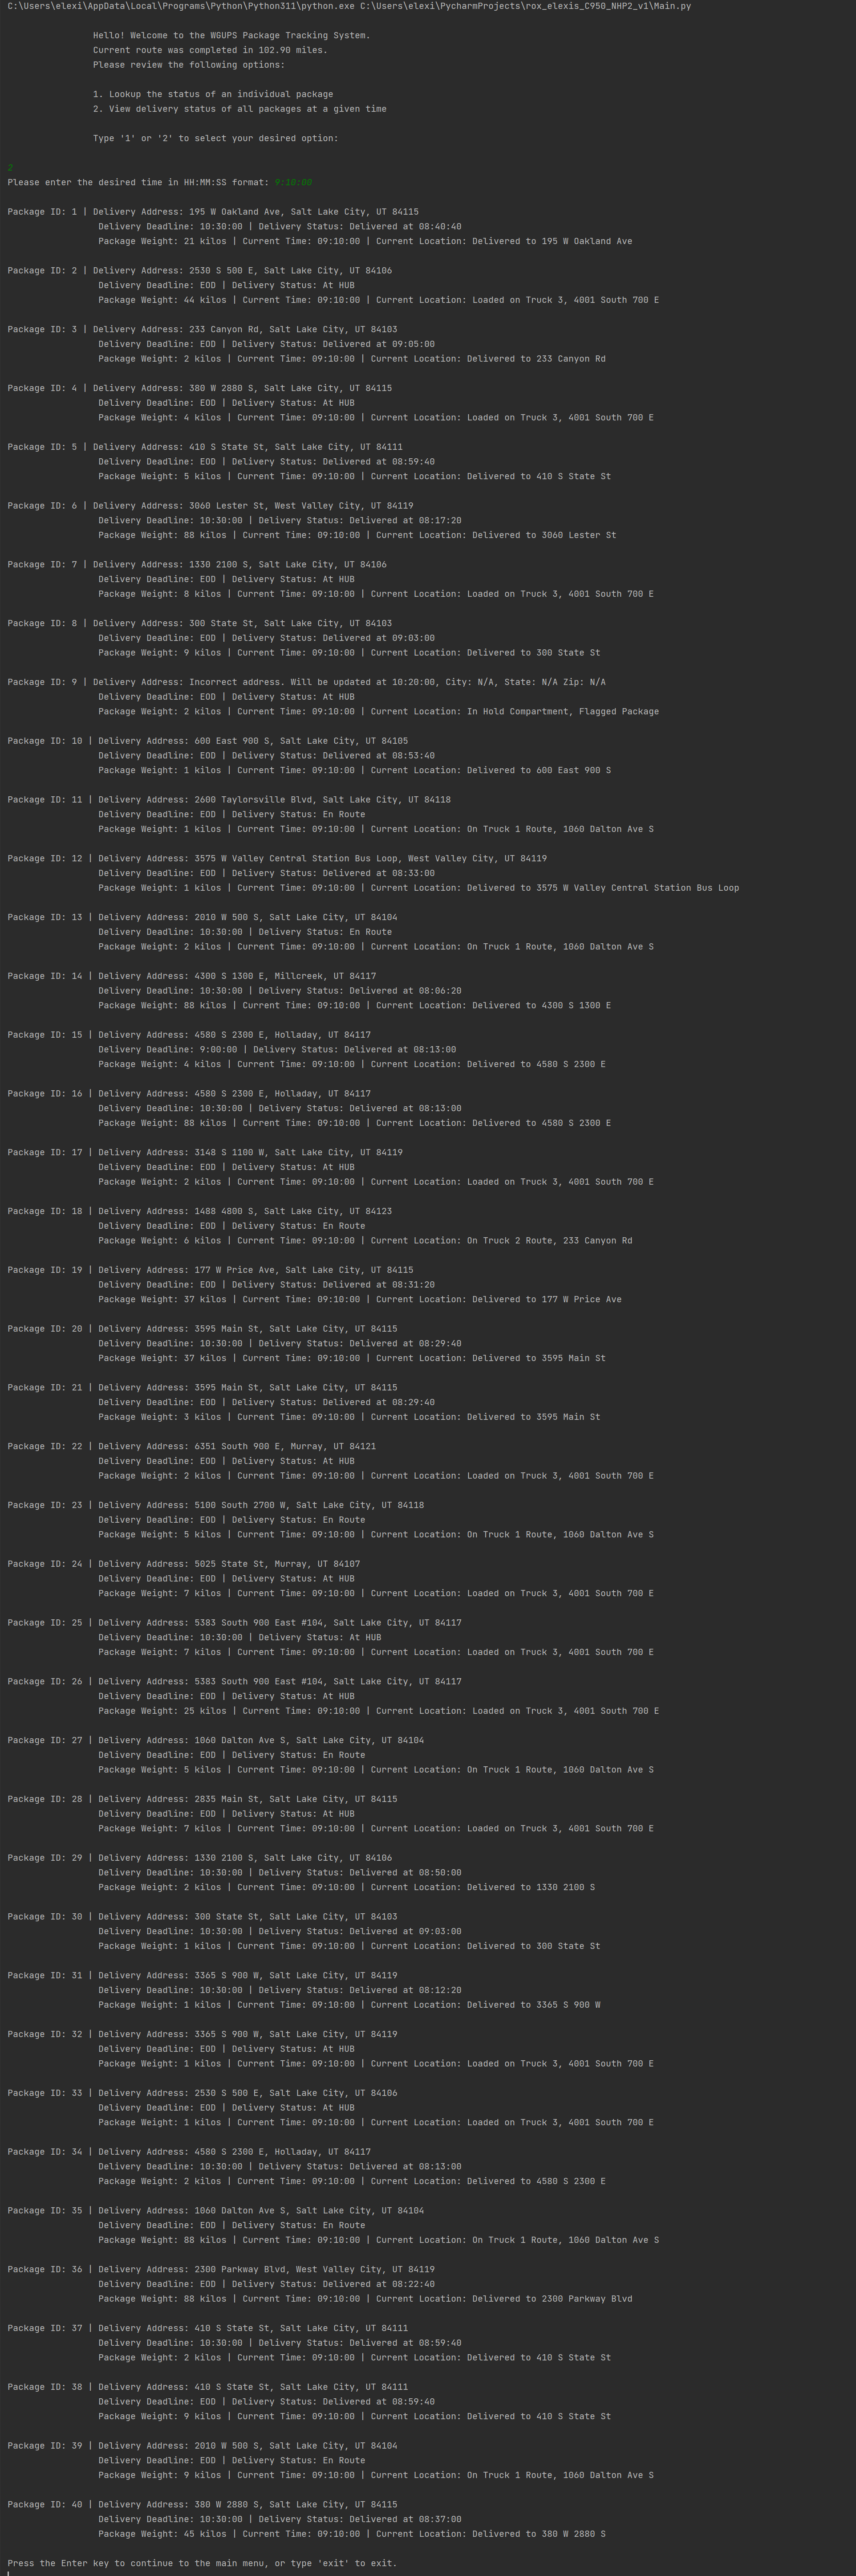 C:\Users\elexi\AppData\Local\Programs\Python\Python311\python.exe C:\Users\elexi\PycharmProjects\rox_elexis_C950_NHP2_v1\Main.py
Hello! Welcome to the WGUPS Package Tracking System.
Current route was completed in 102.90 miles.
Please review the following options:
1. Lookup the status of an individual package
2. View delivery status of all packages at a given time
Type '1' or '2' to select your desired option:
2
Please enter the desired time in HH:MM:SS format: 9:10:00
Package ID: 1 | Delivery Address: 195 W Oakland Ave, Salt Lake City, UT 84115
Delivery Deadline: 10:30:00 | Delivery Status: Delivered at 08:40:40
Package Weight: 21 kilos | Current Time: 09:10:00 | Current Location: Delivered to 195 W Oakland Ave
Package ID: 2 | Delivery Address: 2530 S 500 E, Salt Lake City, UT 84106
Delivery Deadline: EOD | Delivery Status: At HUB
Package Weight: 44 kilos | Current Time: 09:10:00 | Current Location: Loaded on Truck 3, 4001 South 700 E
Package ID: 3 | Delivery Address: 233 Canyon Rd, Salt Lake City, UT 84103
Delivery Deadline: EOD | Delivery Status: Delivered at 09:05:00
Package Weight: 2 kilos | Current Time: 09:10:00 | Current Location: Delivered to 233 Canyon Rd
Package ID: 4 | Delivery Address: 380 W 2880 S, Salt Lake City, UT 84115
Delivery Deadline: EOD | Delivery Status: At HUB
Package Weight: 4 kilos | Current Time: 09:10:00 | Current Location: Loaded on Truck 3, 4001 South 700 E
Package ID: 5 | Delivery Address: 410 S State St, Salt Lake City, UT 84111
Delivery Deadline: EOD | Delivery Status: Delivered at 08:59:40
Package Weight: 5 kilos | Current Time: 09:10:00 | Current Location: Delivered to 410 S State St
Package ID: 6 | Delivery Address: 3060 Lester St, West Valley City, UT 84119
Delivery Deadline: 10:30:00 | Delivery Status: Delivered at 08:17:20
Package Weight: 88 kilos | Current Time: 09:10:00 | Current Location: Delivered to 3060 Lester St
Package ID: 7 | Delivery Address: 1330 2100 S, Salt Lake City, UT 84106
Delivery Deadline: EOD | Delivery Status: At HUB
Package Weight: 8 kilos | Current Time: 09:10:00 | Current Location: Loaded on Truck 3, 4001 South 700 E
Package ID: 8 | Delivery Address: 300 State St, Salt Lake City, UT 84103
Delivery Deadline: EOD | Delivery Status: Delivered at 09:03:00
Package Weight: 9 kilos | Current Time: 09:10:00 | Current Location: Delivered to 300 State St
Package ID: 9 | Delivery Address: Incorrect address. Will be updated at 10:20:00, City: N/A, State: N/A Zip: N/A
Delivery Deadline: EOD | Delivery Status: At HUB
Package Weight: 2 kilos | Current Time: 09:10:00 | Current Location: In Hold Compartment, Flagged Package
Package ID: 10 | Delivery Address: 600 East 900 S, Salt Lake City, UT 84105
Delivery Deadline: EOD | Delivery Status: Delivered at 08:53:40
Package Weight: 1 kilos | Current Time: 09:10:00 | Current Location: Delivered to 600 East 900 S
Package ID: 11 | Delivery Address: 2600 Taylorsville Blvd, Salt Lake City, UT 84118
Delivery Deadline: EOD | Delivery Status: En Route
Package Weight: 1 kilos | Current Time: 09:10:00 | Current Location: On Truck 1 Route, 1060 Dalton Ave S
Package ID: 12 | Delivery Address: 3575 W Valley Central Station Bus Loop, West Valley City, UT 84119
Delivery Deadline: EOD | Delivery Status: Delivered at 08:33:00
Package Weight: 1 kilos | Current Time: 09:10:00 | Current Location: Delivered to 3575 W Valley Central Station Bus Loop
Package ID: 13 | Delivery Address: 2010 W 500 S, Salt Lake City, UT 84104
Delivery Deadline: 10:30:00 | Delivery Status: En Route
Package Weight: 2 kilos | Current Time: 09:10:00 | Current Location: On Truck 1 Route, 1060 Dalton Ave S
Package ID: 14 | Delivery Address: 4300 S 1300 E, Millcreek, UT 84117
Delivery Deadline: 10:30:00 | Delivery Status: Delivered at 08:06:20
Package Weight: 88 kilos | Current Time: 09:10:00 | Current Location: Delivered to 4300 S 1300 E
Package ID: 15 | Delivery Address: 4580 S 2300 E, Holladay, UT 84117
Delivery Deadline: 9:00:00 | Delivery Status: Delivered at 08:13:00
Package Weight: 4 kilos | Current Time: 09:10:00 | Current Location: Delivered to 4580 S 2300 E
Package ID: 16 | Delivery Address: 4580 S 2300 E, Holladay, UT 84117
Delivery Deadline: 10:30:00 | Delivery Status: Delivered at 08:13:00
Package Weight: 88 kilos | Current Time: 09:10:00 | Current Location: Delivered to 4580 S 2300 E
Package ID: 17 | Delivery Address: 3148 S 1100 W, Salt Lake City, UT 84119
Delivery Deadline: EOD | Delivery Status: At HUB
Package Weight: 2 kilos | Current Time: 09:10:00 | Current Location: Loaded on Truck 3, 4001 South 700 E
Package ID: 18 | Delivery Address: 1488 4800 S, Salt Lake City, UT 84123
Delivery Deadline: EOD | Delivery Status: En Route
Package Weight: 6 kilos | Current Time: 09:10:00 | Current Location: On Truck 2 Route, 233 Canyon Rd
Package ID: 19 | Delivery Address: 177 W Price Ave, Salt Lake City, UT 84115
Delivery Deadline: EOD | Delivery Status: Delivered at 08:31:20
Package Weight: 37 kilos | Current Time: 09:10:00 | Current Location: Delivered to 177 W Price Ave
Package ID: 20 | Delivery Address: 3595 Main St, Salt Lake City, UT 84115
Delivery Deadline: 10:30:00 | Delivery Status: Delivered at 08:29:40
Package Weight: 37 kilos | Current Time: 09:10:00 | Current Location: Delivered to 3595 Main St
Package ID: 21 | Delivery Address: 3595 Main St, Salt Lake City, UT 84115
Delivery Deadline: EOD | Delivery Status: Delivered at 08:29:40
Package Weight: 3 kilos | Current Time: 09:10:00 | Current Location: Delivered to 3595 Main St
Package ID: 22 | Delivery Address: 6351 South 900 E, Murray, UT 84121
Delivery Deadline: EOD | Delivery Status: At HUB
Package Weight: 2 kilos | Current Time: 09:10:00 | Current Location: Loaded on Truck 3, 4001 South 700 E
Package ID: 23 | Delivery Address: 5100 South 2700 W, Salt Lake City, UT 84118
Delivery Deadline: EOD | Delivery Status: En Route
Package Weight: 5 kilos | Current Time: 09:10:00 | Current Location: On Truck 1 Route, 1060 Dalton Ave S
Package ID: 24 | Delivery Address: 5025 State St, Murray, UT 84107
Delivery Deadline: EOD | Delivery Status: At HUB
Package Weight: 7 kilos | Current Time: 09:10:00 | Current Location: Loaded on Truck 3, 4001 South 700 E
Package ID: 25 | Delivery Address: 5383 South 900 East #104, Salt Lake City, UT 84117
Delivery Deadline: 10:30:00 | Delivery Status: At HUB
Package Weight: 7 kilos | Current Time: 09:10:00 | Current Location: Loaded on Truck 3, 4001 South 700 E
Package ID: 26 | Delivery Address: 5383 South 900 East #104, Salt Lake City, UT 84117
Delivery Deadline: EOD | Delivery Status: At HUB
Package Weight: 25 kilos | Current Time: 09:10:00 | Current Location: Loaded on Truck 3, 4001 South 700 E
Package ID: 27 | Delivery Address: 1060 Dalton Ave S, Salt Lake City, UT 84104
Delivery Deadline: EOD | Delivery Status: En Route
Package Weight: 5 kilos | Current Time: 09:10:00 | Current Location: On Truck 1 Route, 1060 Dalton Ave S
Package ID: 28 | Delivery Address: 2835 Main St, Salt Lake City, UT 84115
Delivery Deadline: EOD | Delivery Status: At HUB
Package Weight: 7 kilos | Current Time: 09:10:00 | Current Location: Loaded on Truck 3, 4001 South 700 E
Package ID: 29 | Delivery Address: 1330 2100 S, Salt Lake City, UT 84106
Delivery Deadline: 10:30:00 | Delivery Status: Delivered at 08:50:00
Package Weight: 2 kilos | Current Time: 09:10:00 | Current Location: Delivered to 1330 2100 S
Package ID: 30 | Delivery Address: 300 State St, Salt Lake City, UT 84103
Delivery Deadline: 10:30:00 | Delivery Status: Delivered at 09:03:00
Package Weight: 1 kilos | Current Time: 09:10:00 | Current Location: Delivered to 300 State St
Package ID: 31 | Delivery Address: 3365 S 900 W, Salt Lake City, UT 84119
Delivery Deadline: 10:30:00 | Delivery Status: Delivered at 08:12:20
Package Weight: 1 kilos | Current Time: 09:10:00 | Current Location: Delivered to 3365 S 900 W
Package ID: 32 | Delivery Address: 3365 S 900 W, Salt Lake City, UT 84119
Delivery Deadline: EOD | Delivery Status: At HUB
Package Weight: 1 kilos | Current Time: 09:10:00 | Current Location: Loaded on Truck 3, 4001 South 700 E
Package ID: 33 | Delivery Address: 2530 S 500 E, Salt Lake City, UT 84106
Delivery Deadline: EOD | Delivery Status: At HUB
Package Weight: 1 kilos | Current Time: 09:10:00 | Current Location: Loaded on Truck 3, 4001 South 700 E
Package ID: 34 | Delivery Address: 4580 S 2300 E, Holladay, UT 84117
Delivery Deadline: 10:30:00 | Delivery Status: Delivered at 08:13:00
Package Weight: 2 kilos | Current Time: 09:10:00 | Current Location: Delivered to 4580 S 2300 E
Package ID: 35 | Delivery Address: 1060 Dalton Ave S, Salt Lake City, UT 84104
Delivery Deadline: EOD | Delivery Status: En Route
Package Weight: 88 kilos | Current Time: 09:10:00 | Current Location: On Truck 1 Route, 1060 Dalton Ave S
Package ID: 36 | Delivery Address: 2300 Parkway Blvd, West Valley City, UT 84119
Delivery Deadline: EOD | Delivery Status: Delivered at 08:22:40
Package Weight: 88 kilos | Current Time: 09:10:00 | Current Location: Delivered to 2300 Parkway Blvd
Package ID: 37 | Delivery Address: 410 S State St, Salt Lake City, UT 84111
Delivery Deadline: 10:30:00 | Delivery Status: Delivered at 08:59:40
Package Weight: 2 kilos | Current Time: 09:10:00 | Current Location: Delivered to 410 S State St
Package ID: 38 | Delivery Address: 410 S State St, Salt Lake City, UT 84111
Delivery Deadline: EOD | Delivery Status: Delivered at 08:59:40
Package Weight: 9 kilos | Current Time: 09:10:00 | Current Location: Delivered to 410 S State St
Package ID: 39 | Delivery Address: 2010 W 500 S, Salt Lake City, UT 84104
Delivery Deadline: EOD | Delivery Status: En Route
Package Weight: 9 kilos | Current Time: 09:10:00 | Current Location: On Truck 1 Route, 1060 Dalton Ave S
Package ID: 40 | Delivery Address: 380 W 2880 S, Salt Lake City, UT 84115
Delivery Deadline: 10:30:00 | Delivery Status: Delivered at 08:37:00
Package Weight: 45 kilos | Current Time: 09:10:00 | Current Location: Delivered to 380 W 2880 S
Press the Enter key to continue to the main menu, or type 'exit' to exit.